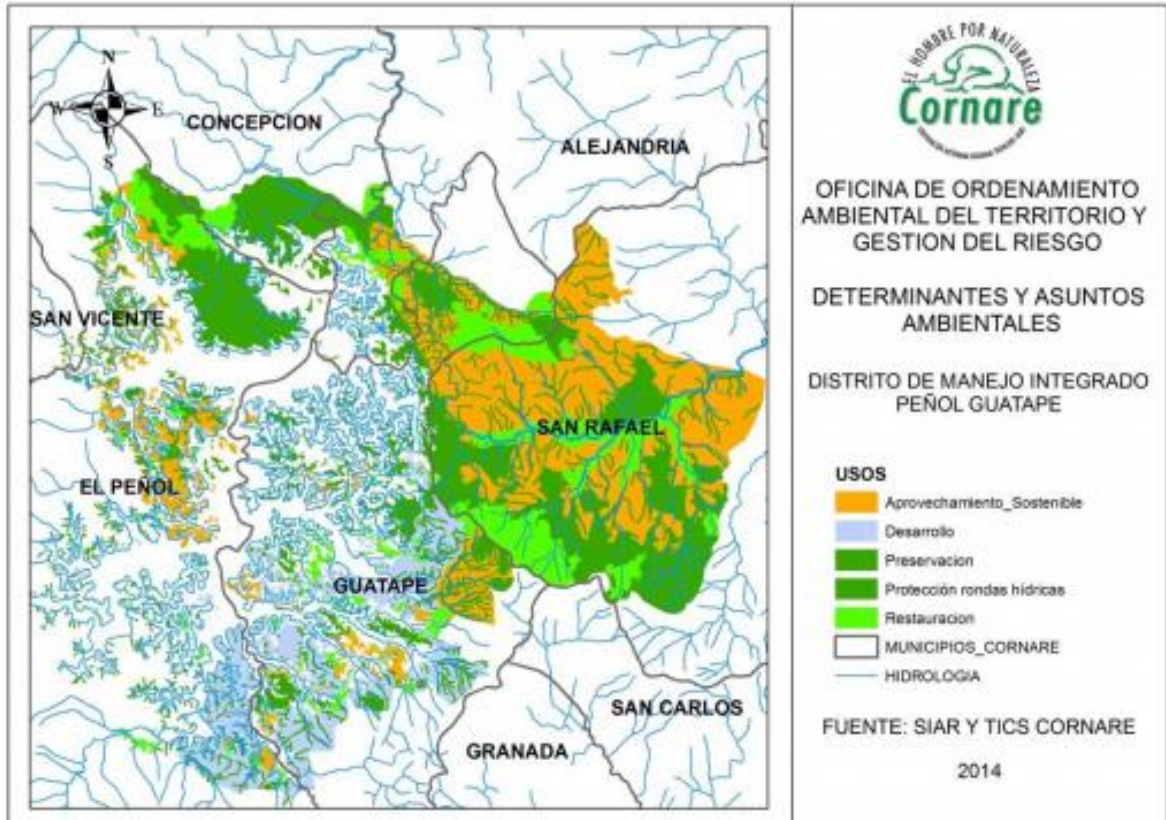 N
W
E
S
CONCEPCION
ALEJANDRIA
SAN VICENTE
SAN RAFAEL
EL PEÑOL
GUATAPE
SAN CARLOS
GRANADA
EL HOMBRE POR NATURALEZA
Cornare
OFICINA DE ORDENAMIENTO
AMBIENTAL DEL TERRITORIO Y
GESTION DEL RIESGO
DETERMINANTES Y ASUNTOS
AMBIENTALES
DISTRITO DE MANEJO INTEGRADO
PEÑOL GUATAPE
USOS
Aprovechamiento_Sostenible
Desarrollo
Preservacion
Protección rondas hídricas
Restauracion
MUNICIPIOS_CORNARE
HIDROLOGIA
FUENTE: SIAR Y TICS CORNARE
2014